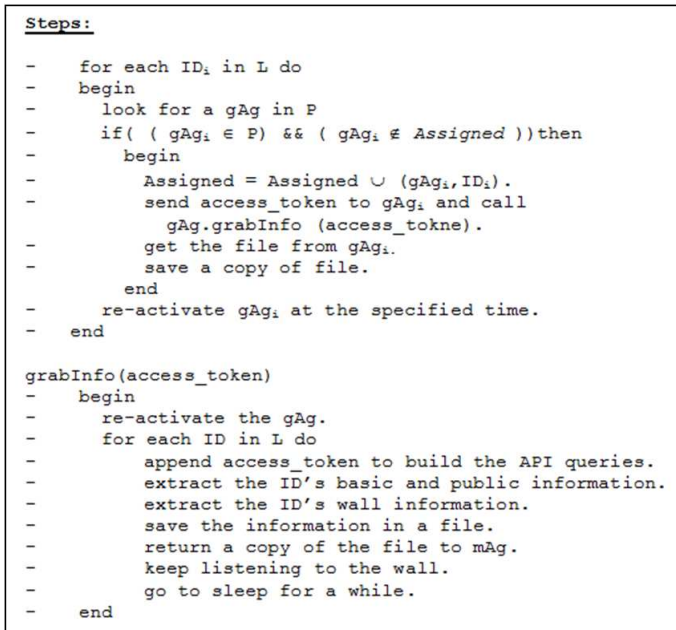 Steps:
- for each IDᵢ in L do
- begin
- look for a gAg in P
- if( ( gAgᵢ ∈ P) && ( gAgᵢ ∉ Assigned ))then
- begin
- Assigned = Assigned ∪ (gAgᵢ,IDᵢ).
- send access_token to gAgᵢ and call
gAg.grabInfo (access_tokne).
- get the file from gAgᵢ.
- save a copy of file.
end
- re-activate gAgᵢ at the specified time.
- end
grabInfo(access_token)
- begin
- re-activate the gAg.
- for each ID in L do
- append access_token to build the API queries.
- extract the ID's basic and public information.
- extract the ID's wall information.
- save the information in a file.
- return a copy of the file to mAg.
- keep listening to the wall.
- go to sleep for a while.
- end